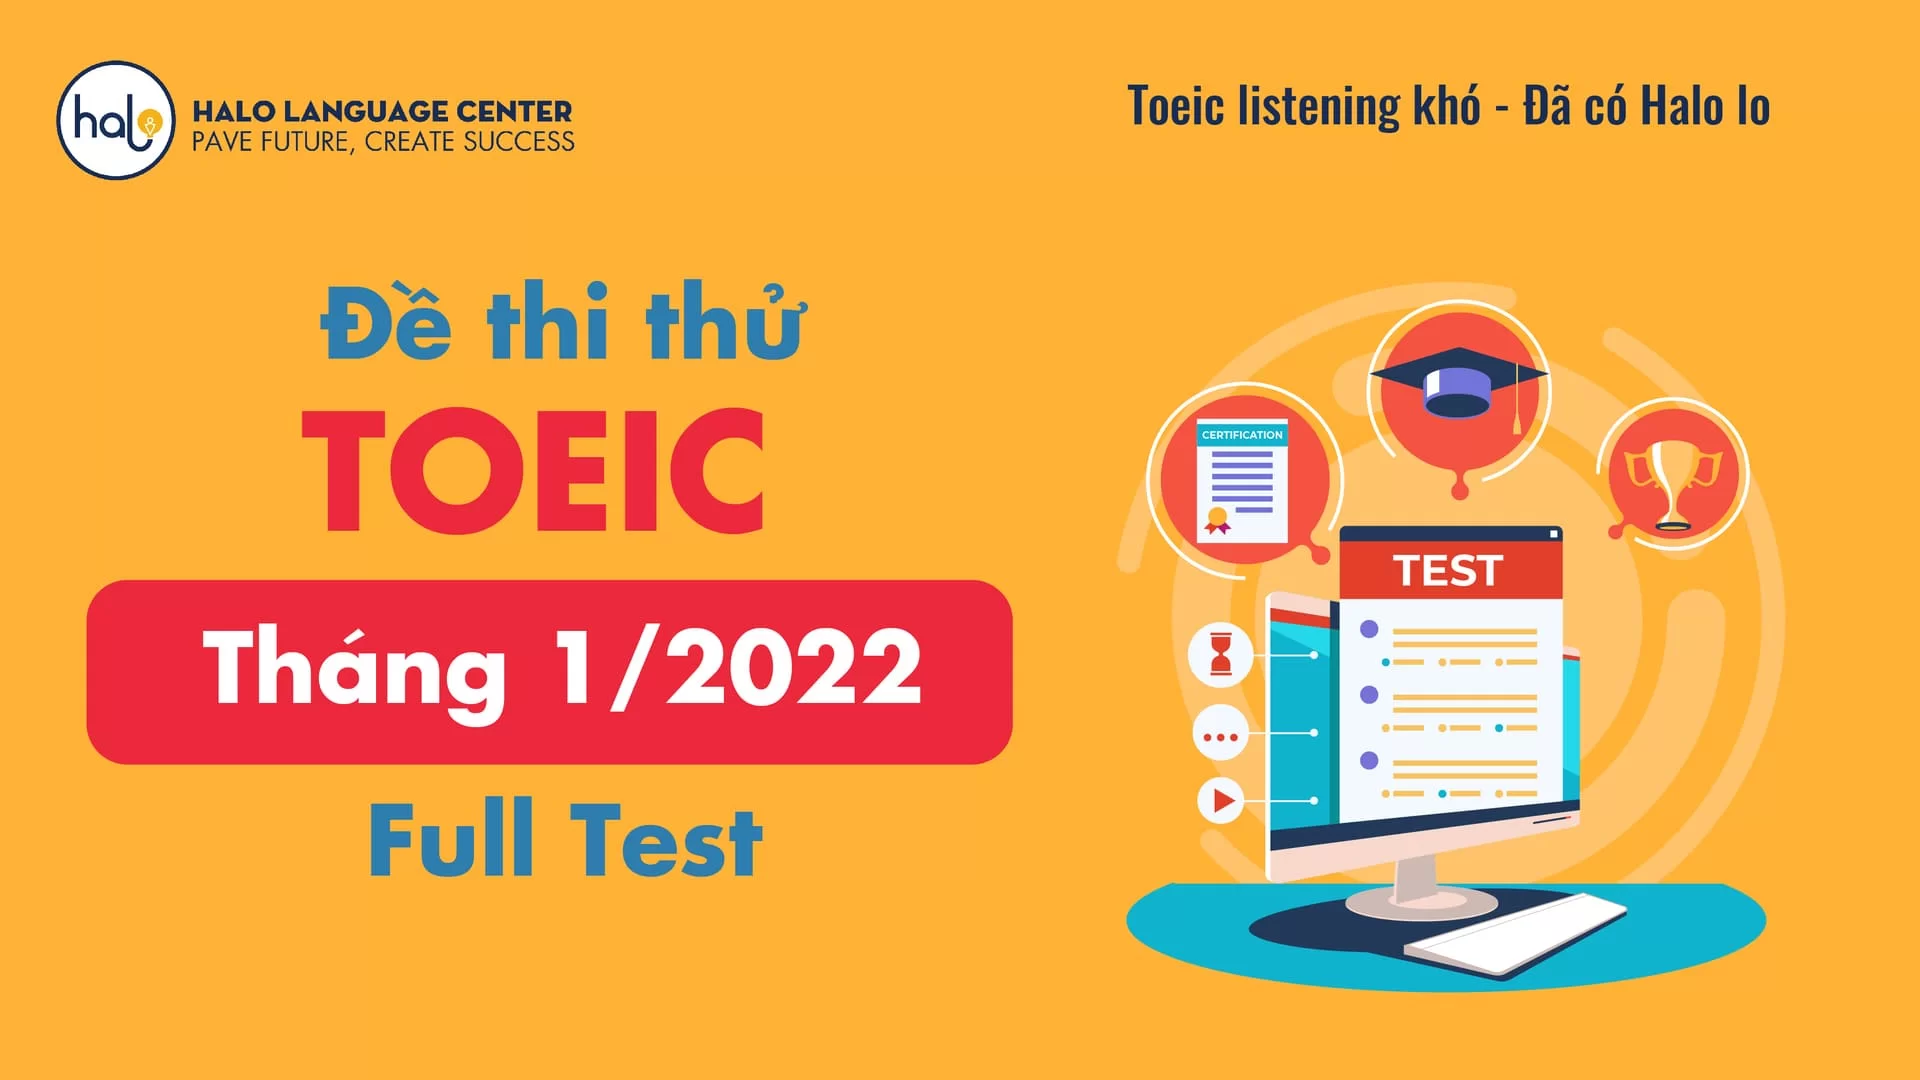 halo
HALO LANGUAGE CENTER
PAVE FUTURE, CREATE SUCCESS
Toeic listening khó - Đã có Halo lo
Đề thi thử
TOEIC
Tháng 1/2022
Full Test
CERTIFICATION
TEST